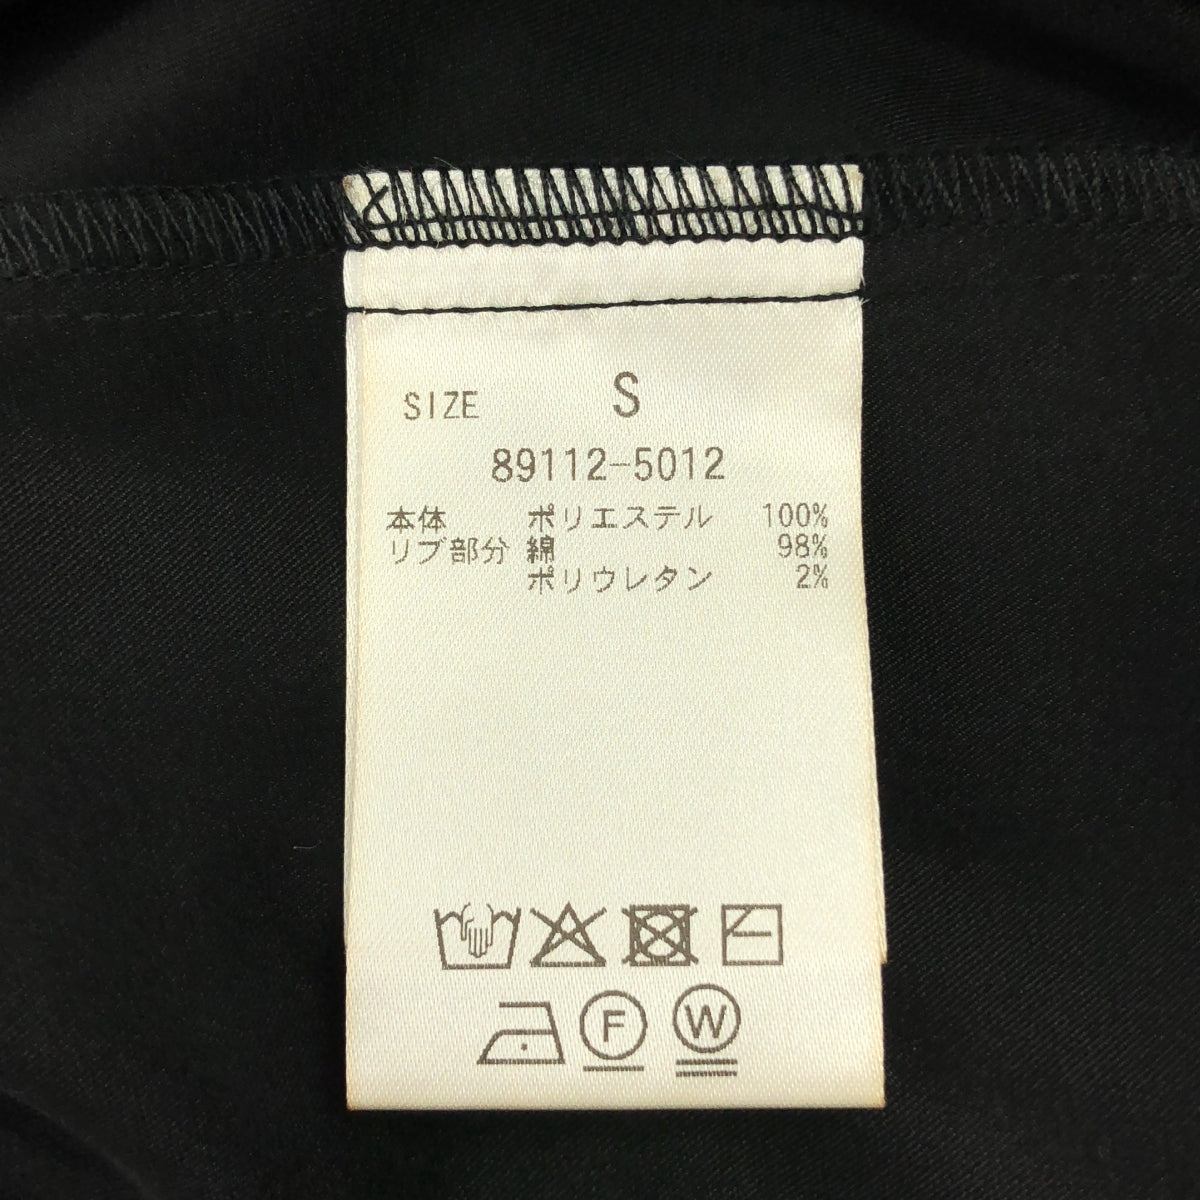 SIZE S
89112-5012
本体 ポリエステル 100%
リブ部分 綿 98%
ポリウレタン 2%
F W